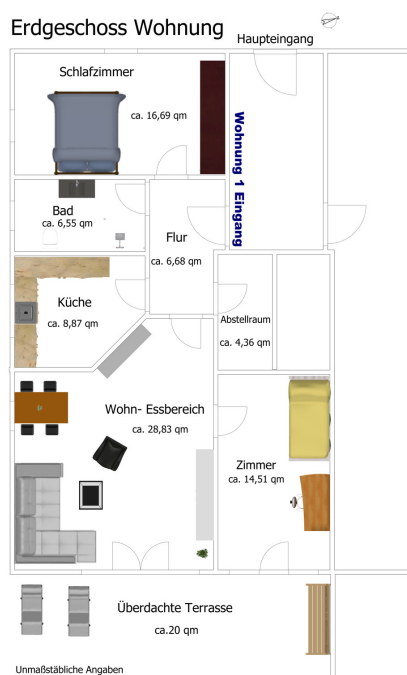 Erdgeschoss Wohnung
Haupteingang
Schlafzimmer
ca. 16,69 qm
Wohnung 1 Eingang
Bad
ca. 6,55 qm
Flur
ca. 6,68 qm
Küche
ca. 8,87 qm
Abstellraum
ca. 4,36 qm
Wohn- Essbereich
ca. 28,83 qm
Zimmer
ca. 14,51 qm
Überdachte Terrasse
ca.20 qm
Unmaßstäbliche Angaben